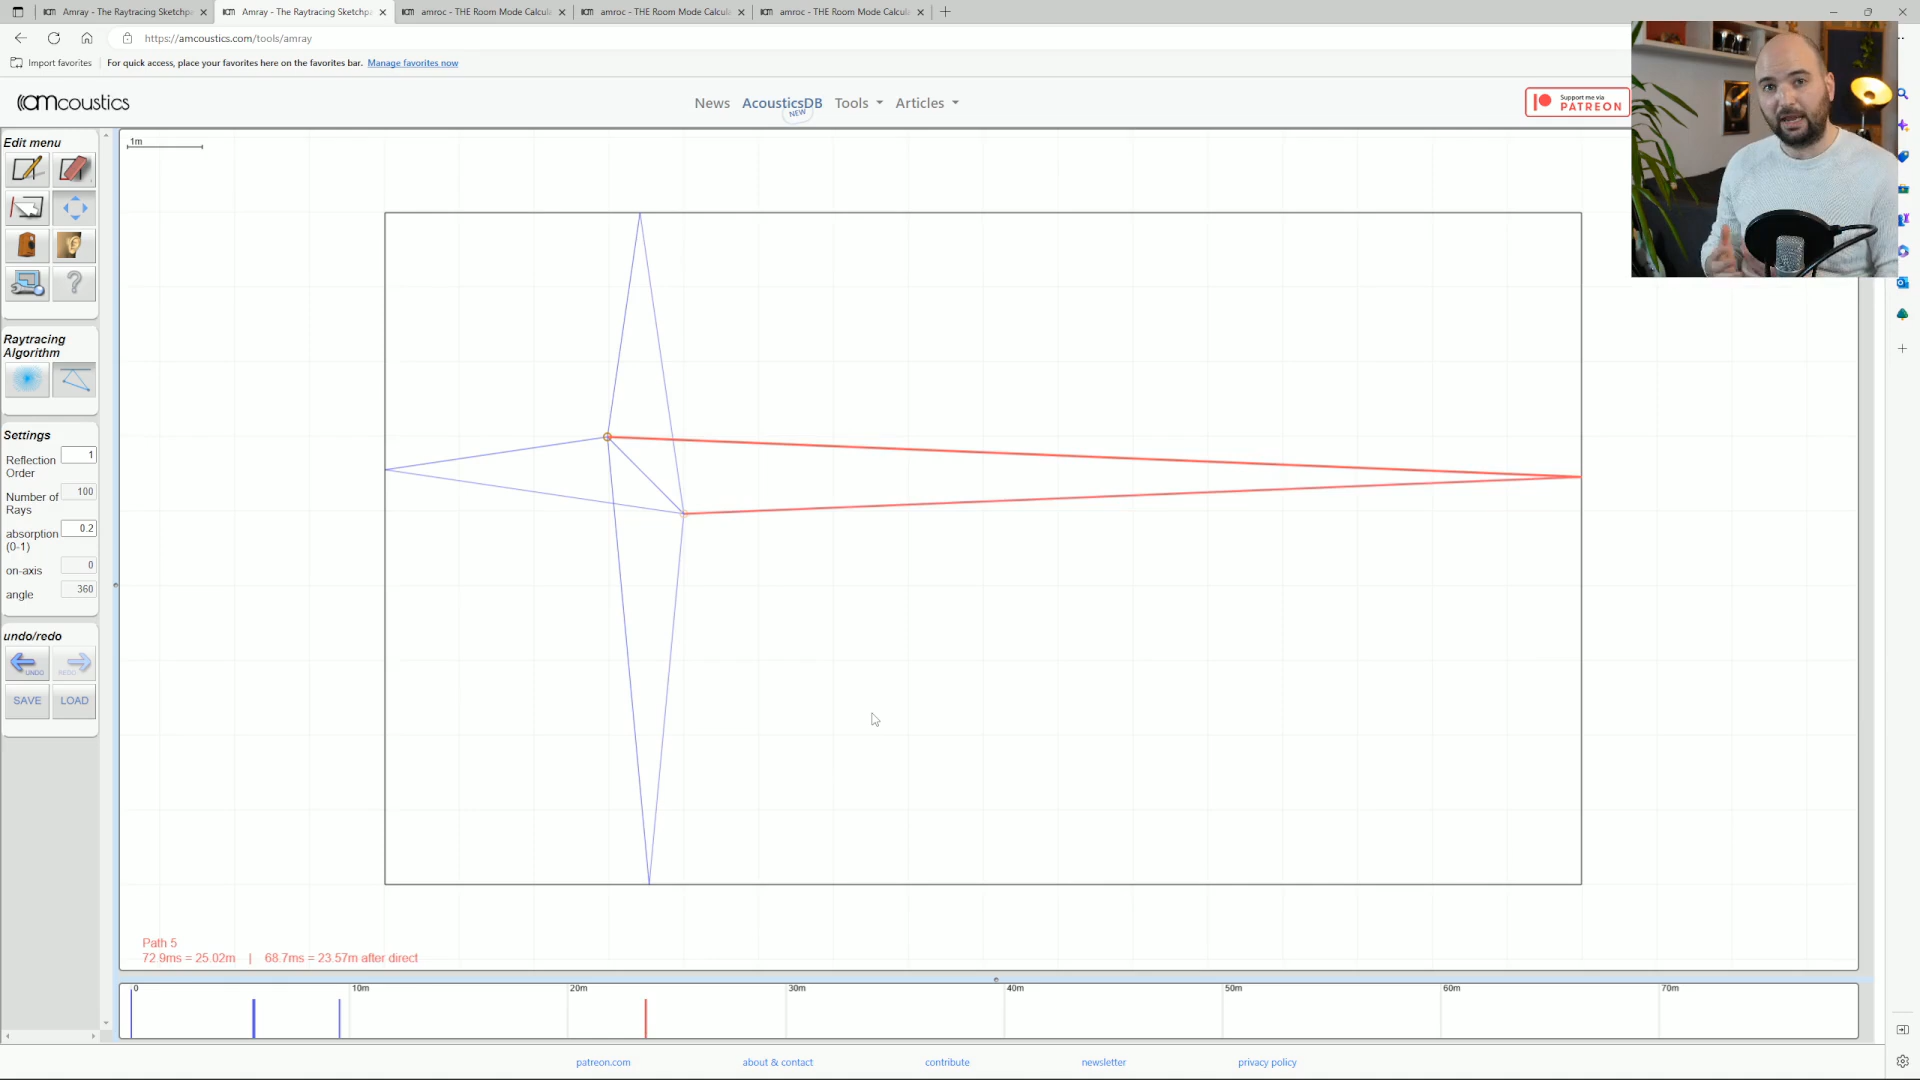 Amray - The Raytracing Sketchpa
Amray - The Raytracing Sketchpa
amroc - THE Room Mode Calcula
amroc - THE Room Mode Calcula
amroc - THE Room Mode Calcula
https://amcoustics.com/tools/amray
Import favorites
For quick access, place your favorites here on the favorites bar. Manage favorites now
amcoustics
News
AcousticsDB
NEW
Tools
Articles
Support me via
PATREON
Edit menu
1m
Raytracing
Algorithm
Settings
Reflection
Order
1
Number of
Rays
100
absorption
(0-1)
0.2
on-axis
0
angle
360
undo/redo
UNDO
REDO
SAVE
LOAD
Path 5
72.9ms = 25.02m | 68.7ms = 23.57m after direct
0
10m
20m
30m
40m
50m
60m
70m
patreon.com
about & contact
contribute
newsletter
privacy policy